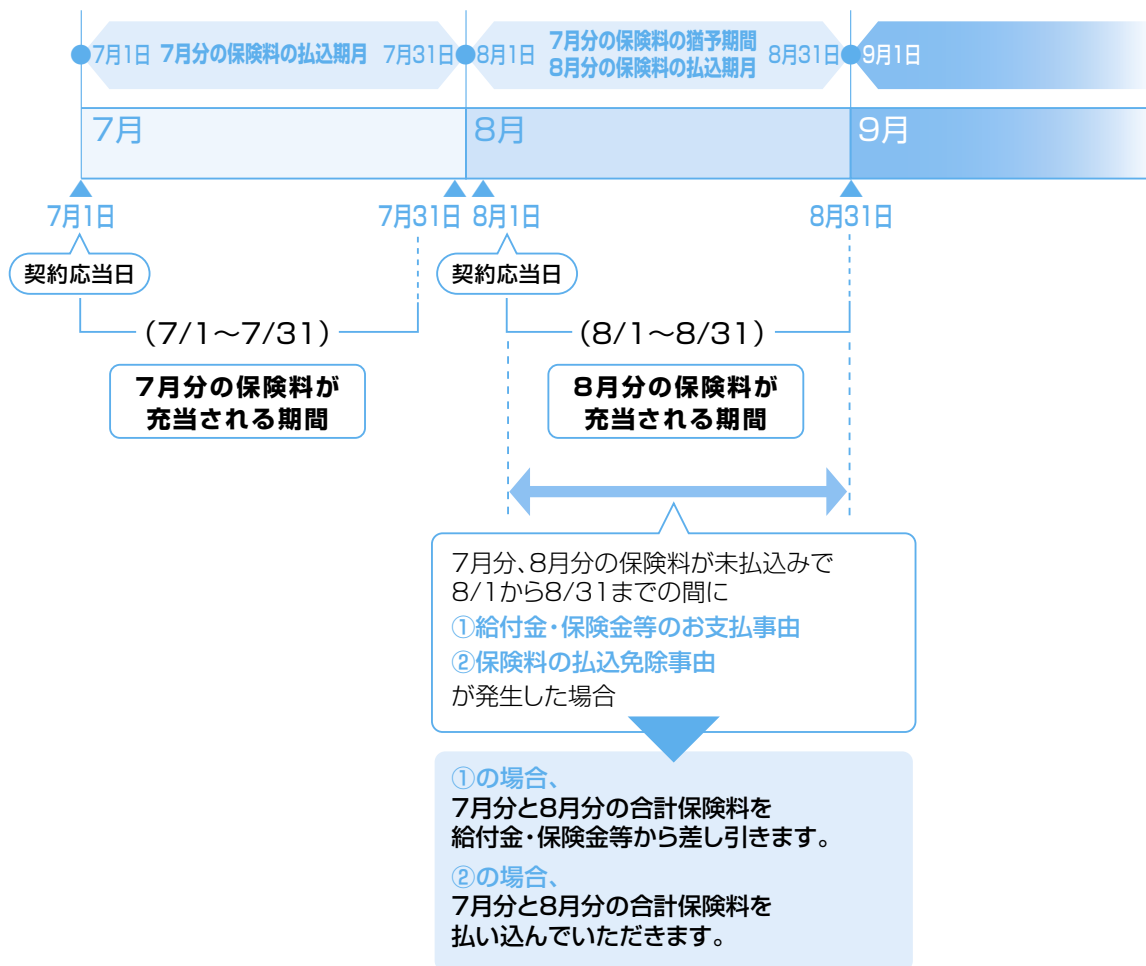 7月1日 7月分の保険料の払込期月 7月31日 8月1日 7月分の保険料の猶予期間 8月31日 9月1日
8月分の保険料の払込期月
7月 8月 9月
7月1日 7月31日 8月1日 8月31日
契約応当日 契約応当日
（7/1～7/31） （8/1～8/31）
7月分の保険料が
充当される期間
8月分の保険料が
充当される期間
7月分、8月分の保険料が未払込みで
8/1から8/31までの間に
①給付金・保険金等のお支払事由
②保険料の払込免除事由
が発生した場合
①の場合、
7月分と8月分の合計保険料を
給付金・保険金等から差し引きます。
②の場合、
7月分と8月分の合計保険料を
払い込んでいただきます。